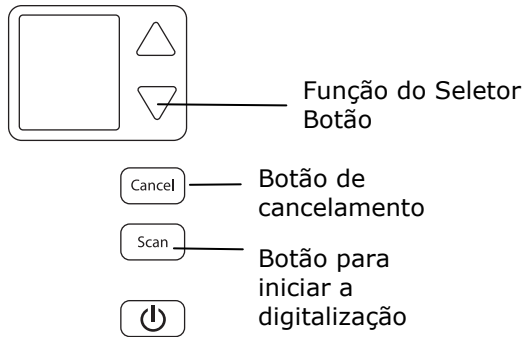 Função do Seletor
Botão
Cancel
Botão de
cancelamento
Scan
Botão para
iniciar a
digitalização